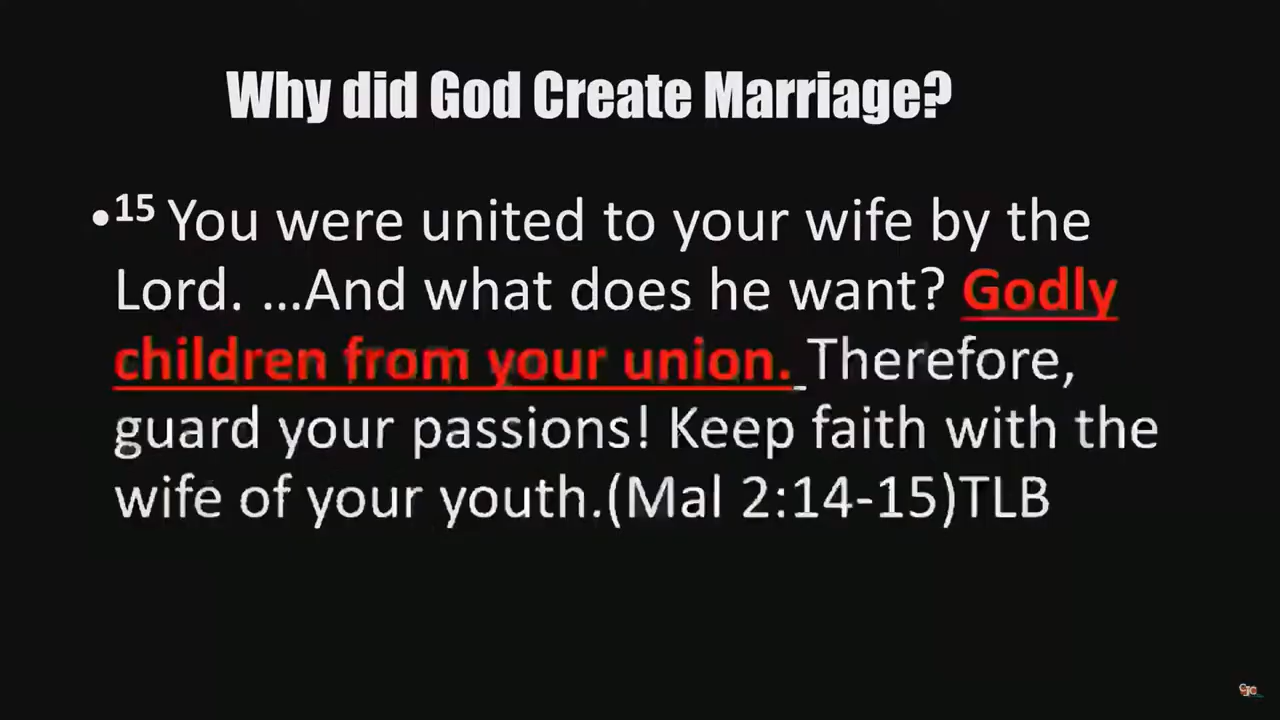 Why did God Create Marriage?
•15 You were united to your wife by the
Lord. ...And what does he want? Godly
children from your union. Therefore,
guard your passions! Keep faith with the
wife of your youth.(Mal 2:14-15)TLB